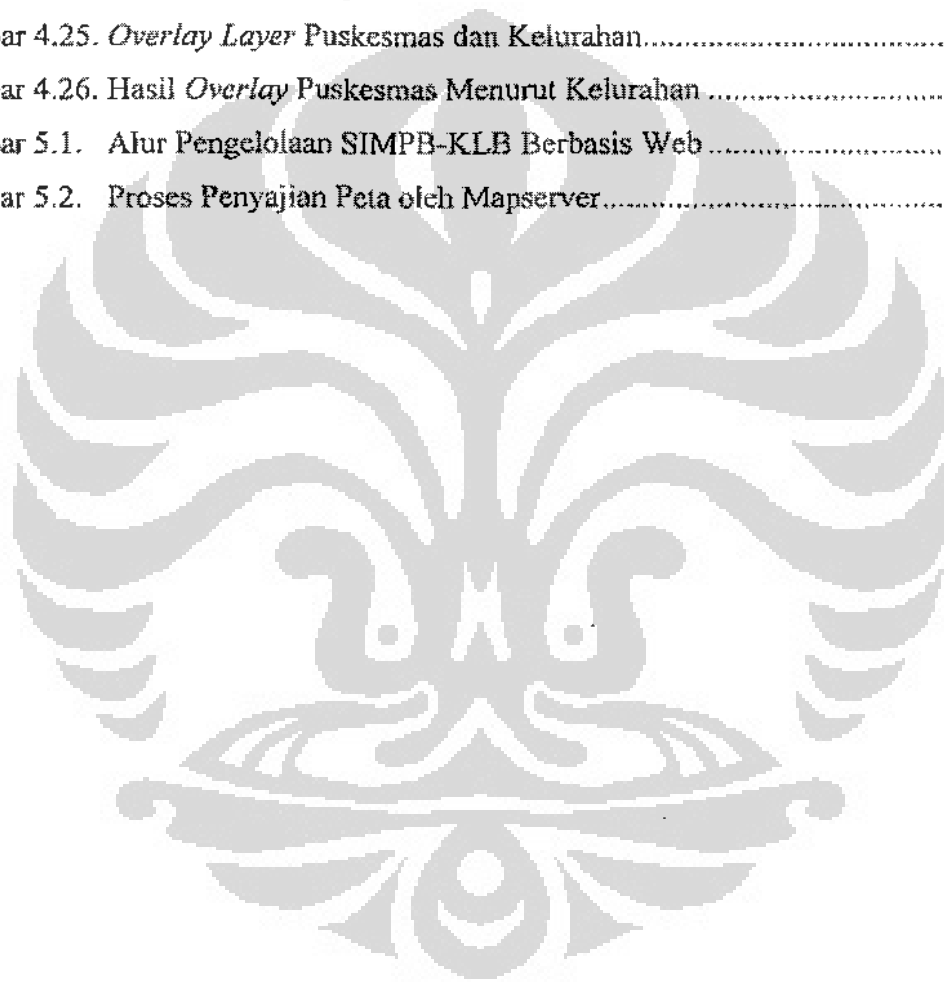 ar 4.25. Overlay Layer Puskesmas dan Kelurahan
ar 4.26. Hasil Overlay Puskesmas Menurut Kelurahan
ar 5.1. Alur Pengelolaan SIMPB-KLB Berbasis Web
ar 5.2. Proses Penyajian Peta oleh Mapserver